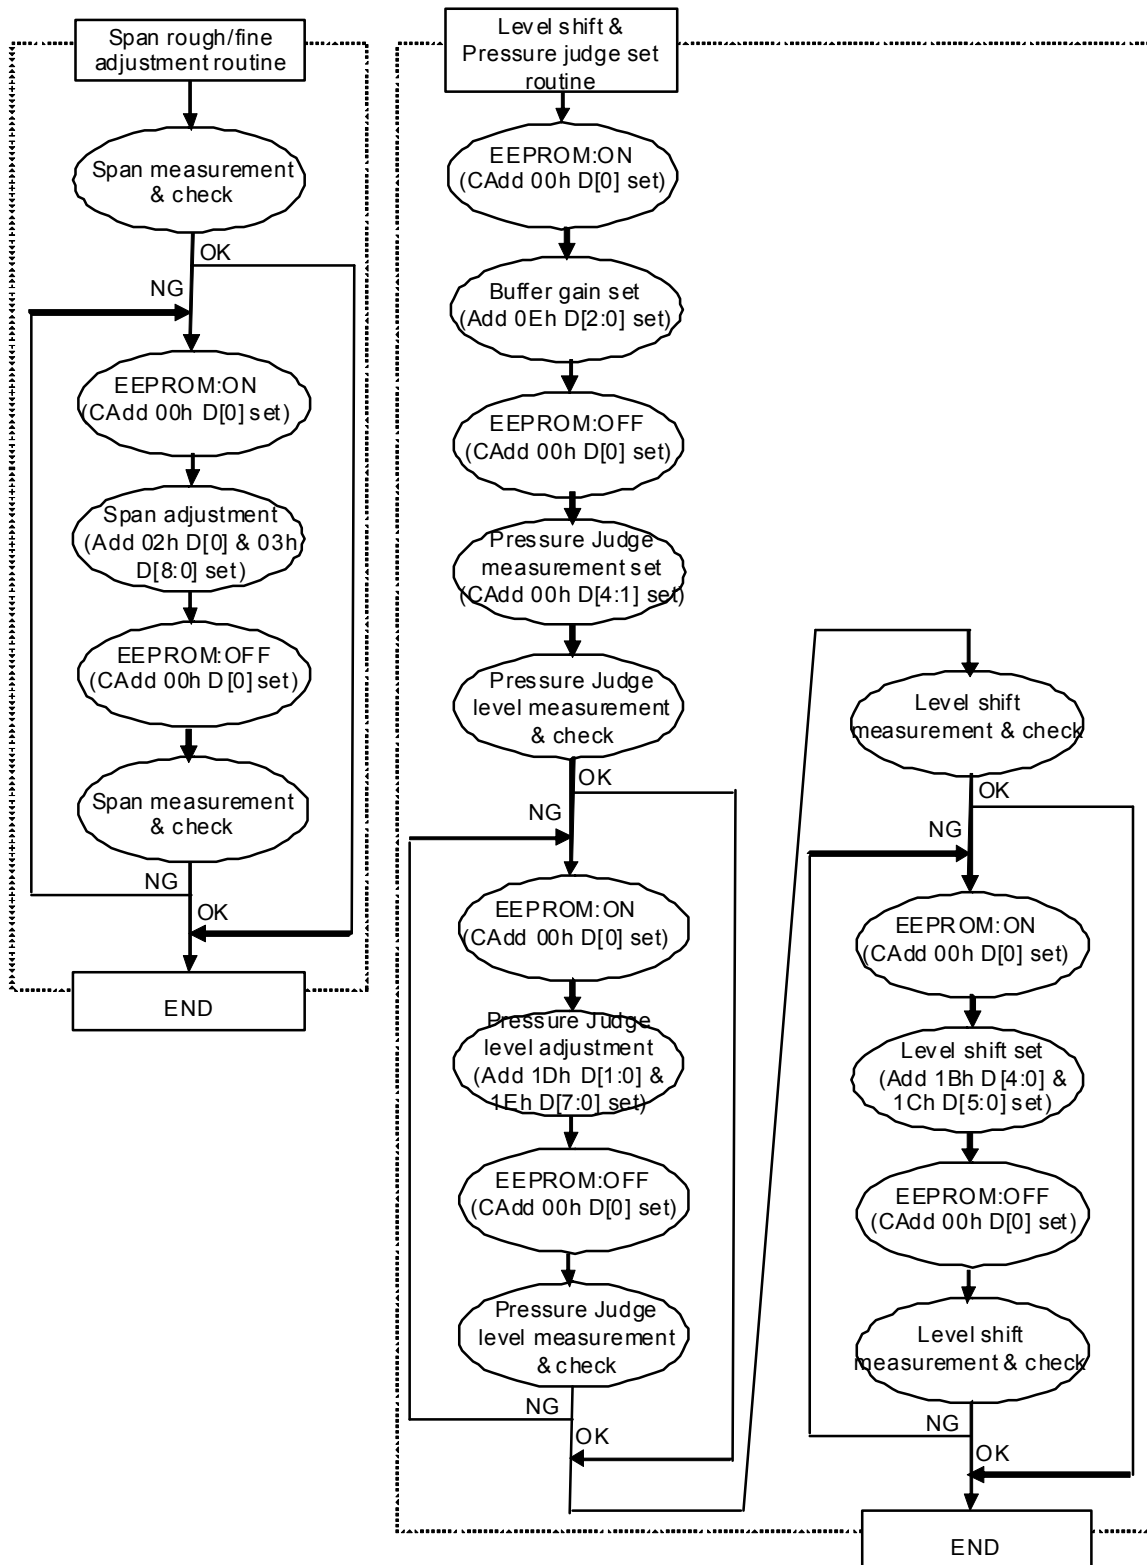 Span rough/fine
adjustment routine
Span measurement
& check
OK
NG
EEPROM:ON
(CAdd 00h D[0] set)
Span adjustment
(Add 02h D[0] & 03h
D[8:0] set)
EEPROM:OFF
(CAdd 00h D[0] set)
Span measurement
& check
NG
OK
END
Level shift &
Pressure judge set
routine
EEPROM:ON
(CAdd 00h D[0] set)
Buffer gain set
(Add 0Eh D[2:0] set)
EEPROM:OFF
(CAdd 00h D[0] set)
Pressure Judge
measurement set
(CAdd 00h D[4:1] set)
Pressure Judge
level measurement
& check
OK
NG
EEPROM:ON
(CAdd 00h D[0] set)
Pressure Judge
level adjustment
(Add 1Dh D[1:0] &
1Eh D[7:0] set)
EEPROM:OFF
(CAdd 00h D[0] set)
Pressure Judge
level measurement
& check
NG
OK
Level shift
measurement & check
OK
NG
EEPROM:ON
(CAdd 00h D[0] set)
Level shift set
(Add 1Bh D[4:0] &
1Ch D[5:0] set)
EEPROM:OFF
(CAdd 00h D[0] set)
Level shift
measurement & check
NG
OK
END